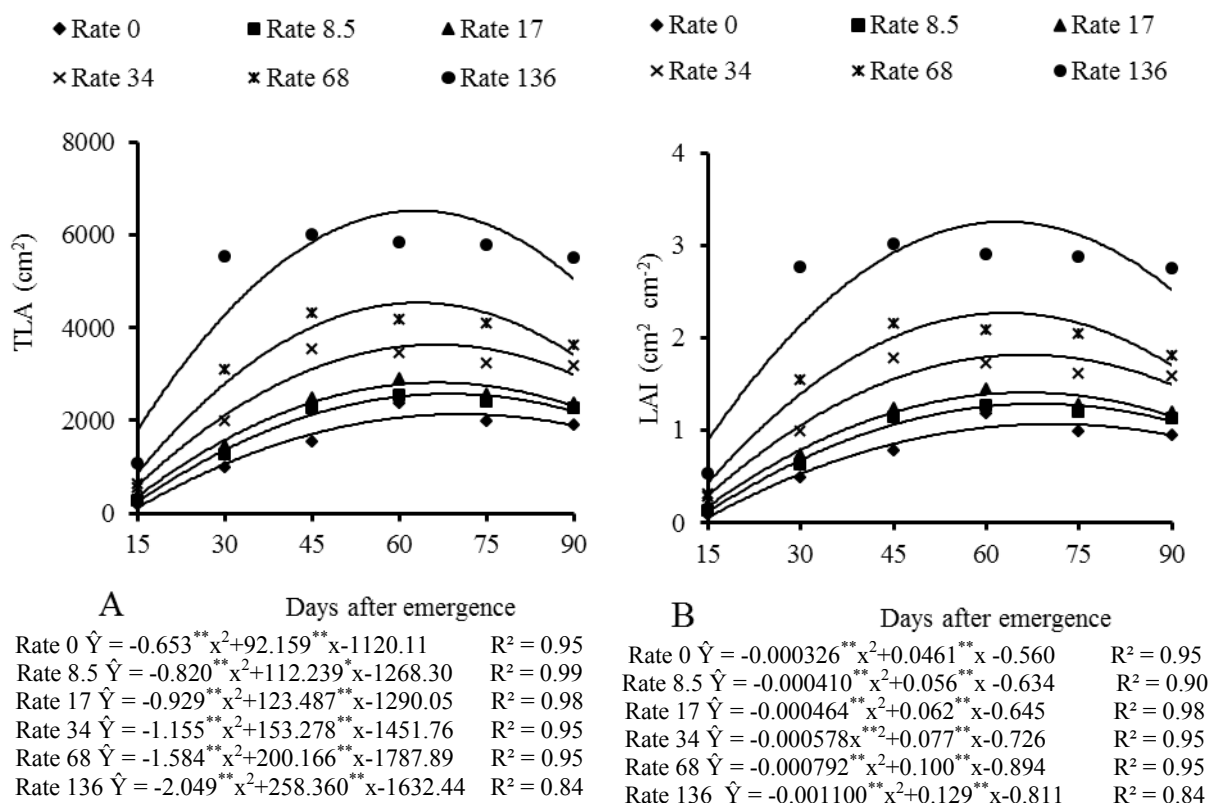 ◆ Rate 0 ■ Rate 8.5 ▲ Rate 17
× Rate 34 ж Rate 68 ● Rate 136
8000
6000
4000
2000
0
TLA (cm²)
15 30 45 60 75 90
A Days after emergence
Rate 0 Ŷ = -0.653**x²+92.159**x-1120.11 R² = 0.95
Rate 8.5 Ŷ = -0.820**x²+112.239*x-1268.30 R² = 0.99
Rate 17 Ŷ = -0.929**x²+123.487**x-1290.05 R² = 0.98
Rate 34 Ŷ = -1.155**x²+153.278**x-1451.76 R² = 0.95
Rate 68 Ŷ = -1.584**x²+200.166**x-1787.89 R² = 0.95
Rate 136 Ŷ = -2.049**x²+258.360**x-1632.44 R² = 0.84
◆ Rate 0 ■ Rate 8.5 ▲ Rate 17
× Rate 34 ж Rate 68 ● Rate 136
4
3
2
1
0
LAI (cm² cm⁻²)
15 30 45 60 75 90
B Days after emergence
Rate 0 Ŷ = -0.000326**x²+0.0461**x -0.560 R² = 0.95
Rate 8.5 Ŷ = -0.000410**x²+0.056**x -0.634 R² = 0.90
Rate 17 Ŷ = -0.000464**x²+0.062**x-0.645 R² = 0.98
Rate 34 Ŷ = -0.000578x**²+0.077**x-0.726 R² = 0.95
Rate 68 Ŷ = -0.000792**x²+0.100**x-0.894 R² = 0.95
Rate 136 Ŷ = -0.001100**x²+0.129**x-0.811 R² = 0.84